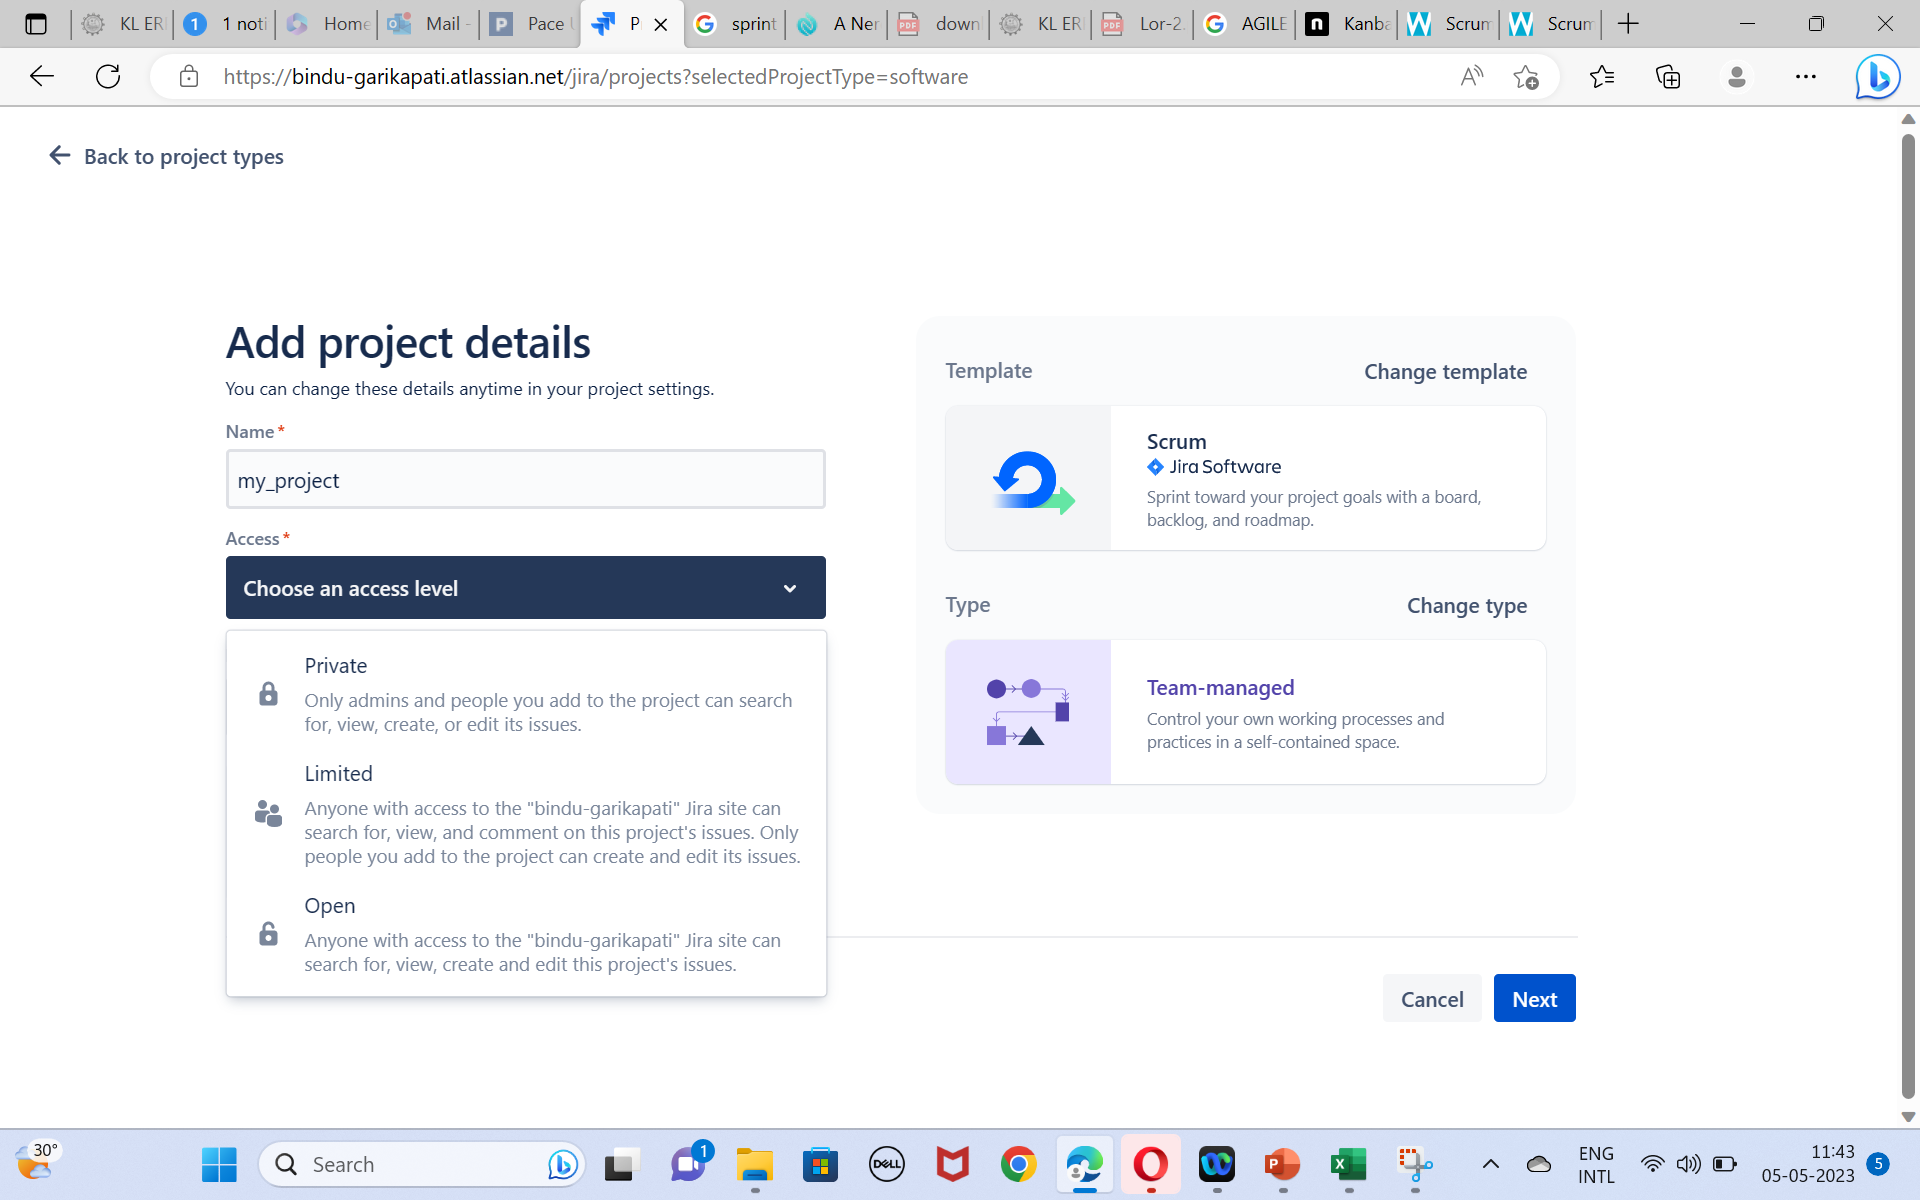 KL ER
1 noti
Home
Mail -
Pace U
P
sprint
A Ner
down
KL ER
Lor-2.
AGILE
Kanba
Scrum
Scrum
https://bindu-garikapati.atlassian.net/jira/projects?selectedProjectType=software
Back to project types
Add project details
You can change these details anytime in your project settings.
Name *
my_project
Access *
Choose an access level
Private
Only admins and people you add to the project can search
for, view, create, or edit its issues.
Limited
Anyone with access to the "bindu-garikapati" Jira site can
search for, view, and comment on this project's issues. Only
people you add to the project can create and edit its issues.
Open
Anyone with access to the "bindu-garikapati" Jira site can
search for, view, create and edit this project's issues.
Template
Change template
Scrum
Jira Software
Sprint toward your project goals with a board,
backlog, and roadmap.
Type
Change type
Team-managed
Control your own working processes and
practices in a self-contained space.
Cancel
Next
30°
Search
1
DELL
ENG
INTL
11:43
05-05-2023
5